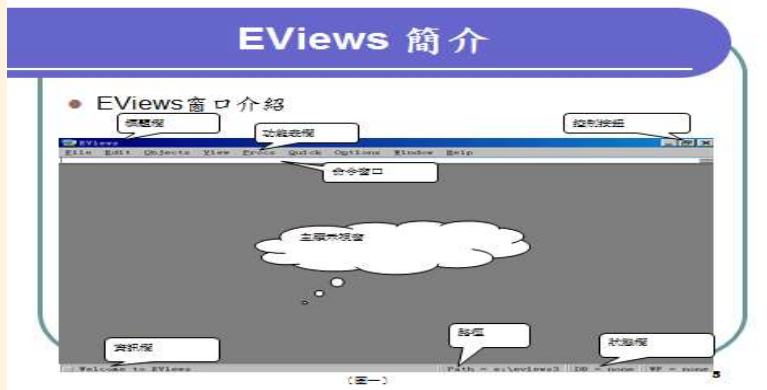 EViews 簡介
EViews窗口介紹
標題欄
功能表欄
控制按鈕
EViews
File Edit Objects View Procs Quick Options Window Help
命令窗口
主顯示視窗
資訊欄
路徑
狀態欄
Welcome to EViews
Path = e:\eviews3 DB = none WF = none
(圖一)
5